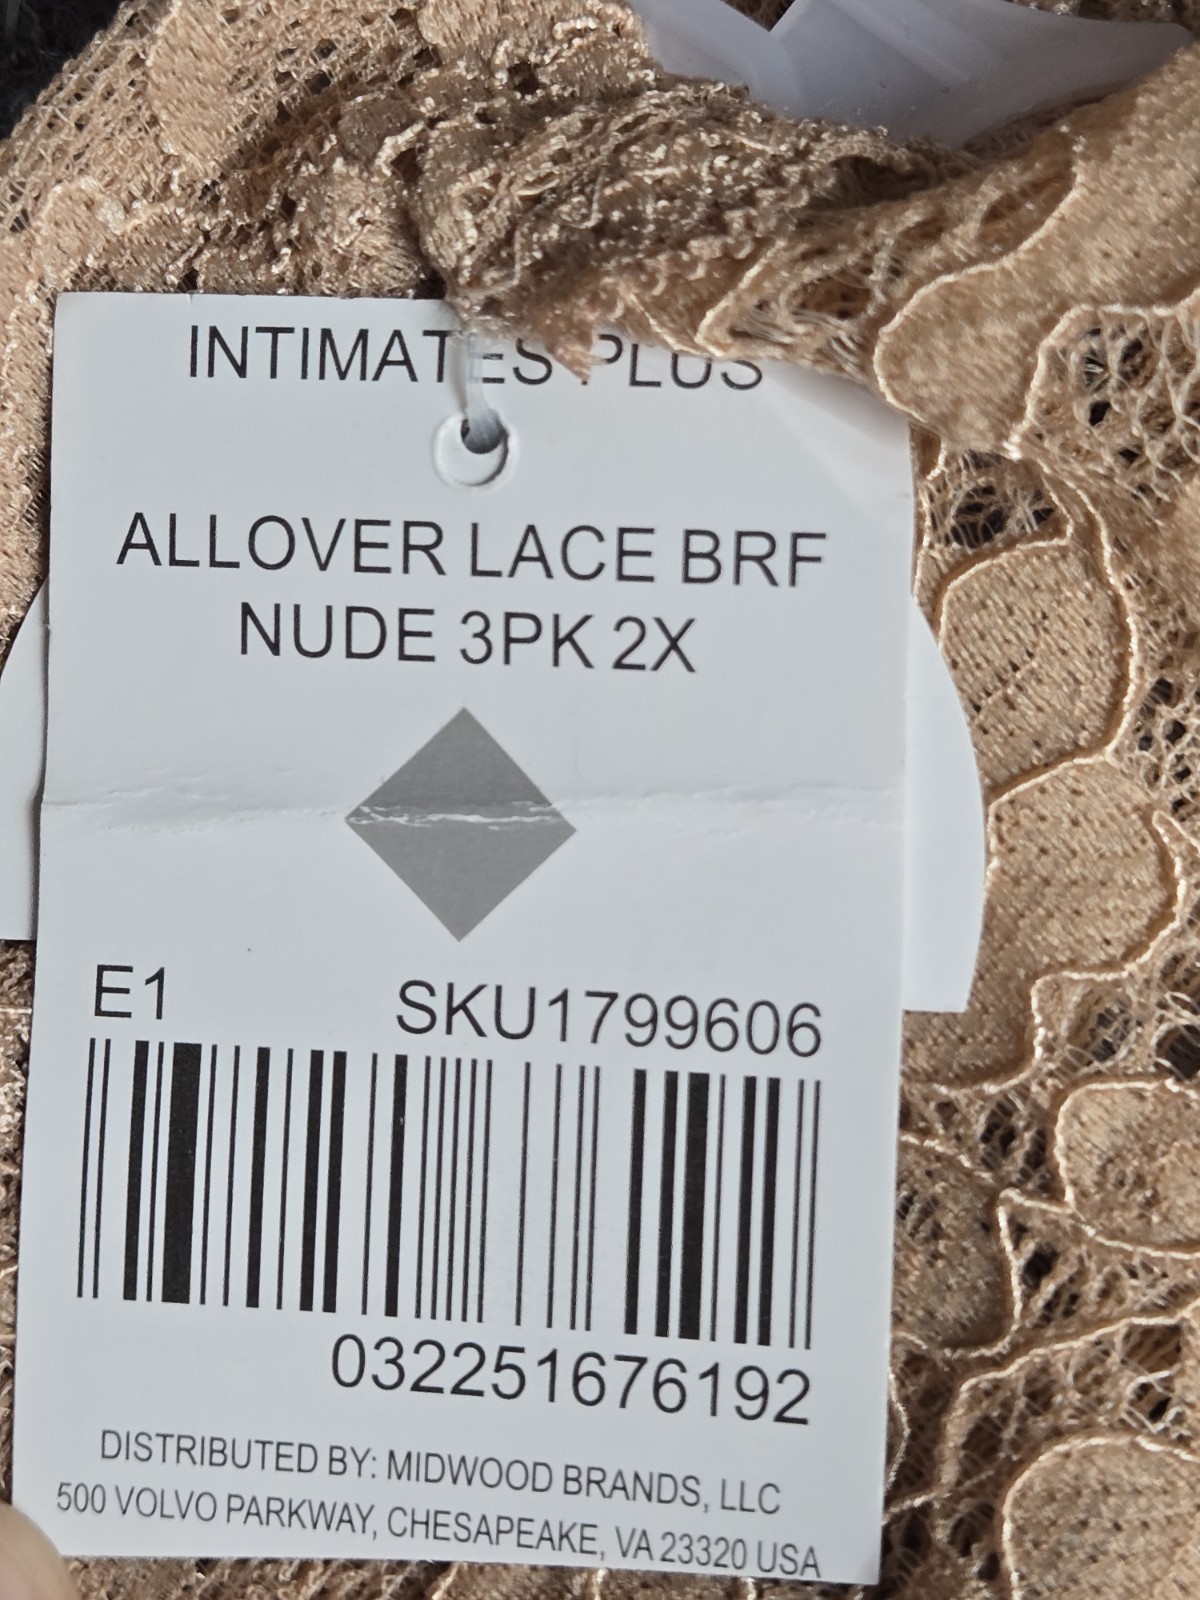 INTIMATES PLUS
ALLOVER LACE BRF
NUDE 3PK 2X
E1 SKU1799606
032251676192
DISTRIBUTED BY: MIDWOOD BRANDS, LLC
500 VOLVO PARKWAY, CHESAPEAKE, VA 23320 USA